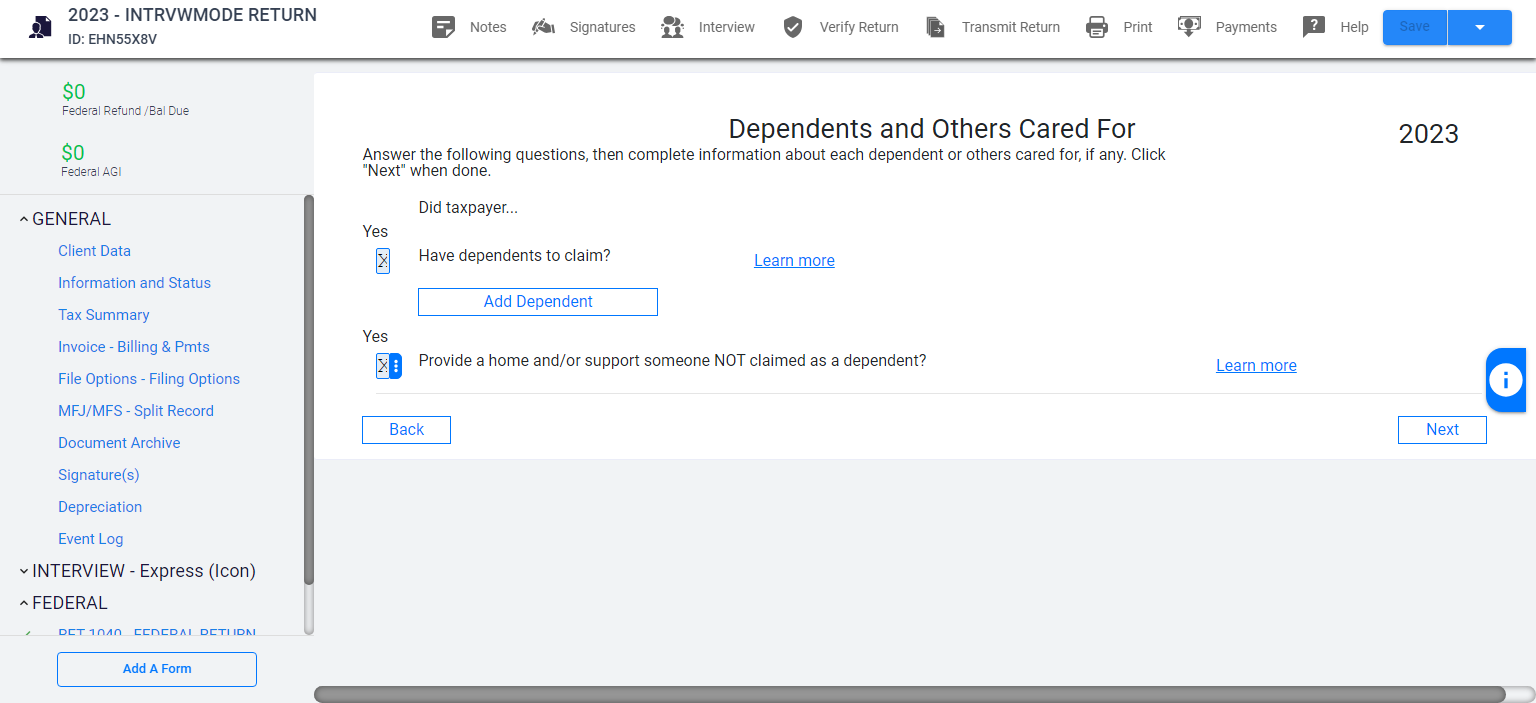 2023 - INTRVWMODE RETURN
ID: EHN55X8V
Notes
Signatures
Interview
Verify Return
Transmit Return
Print
Payments
Help
Save
$0
Federal Refund /Bal Due
$0
Federal AGI
GENERAL
Client Data
Information and Status
Tax Summary
Invoice - Billing & Pmts
File Options - Filing Options
MFJ/MFS - Split Record
Document Archive
Signature(s)
Depreciation
Event Log
INTERVIEW - Express (Icon)
FEDERAL
RET 1040 - FEDERAL RETURN
Add A Form
Dependents and Others Cared For
2023
Answer the following questions, then complete information about each dependent or others cared for, if any. Click
"Next" when done.
Did taxpayer...
Yes
X
Have dependents to claim?
Learn more
Add Dependent
Yes
X
Provide a home and/or support someone NOT claimed as a dependent?
Learn more
Back
Next